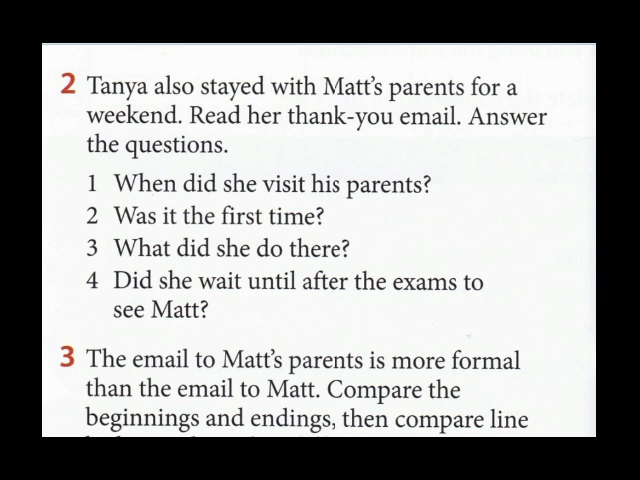 2 Tanya also stayed with Matt's parents for a
weekend. Read her thank-you email. Answer
the questions.
1 When did she visit his parents?
2 Was it the first time?
3 What did she do there?
4 Did she wait until after the exams to
see Matt?
3 The email to Matt's parents is more formal
than the email to Matt. Compare the
beginnings and endings, then compare line